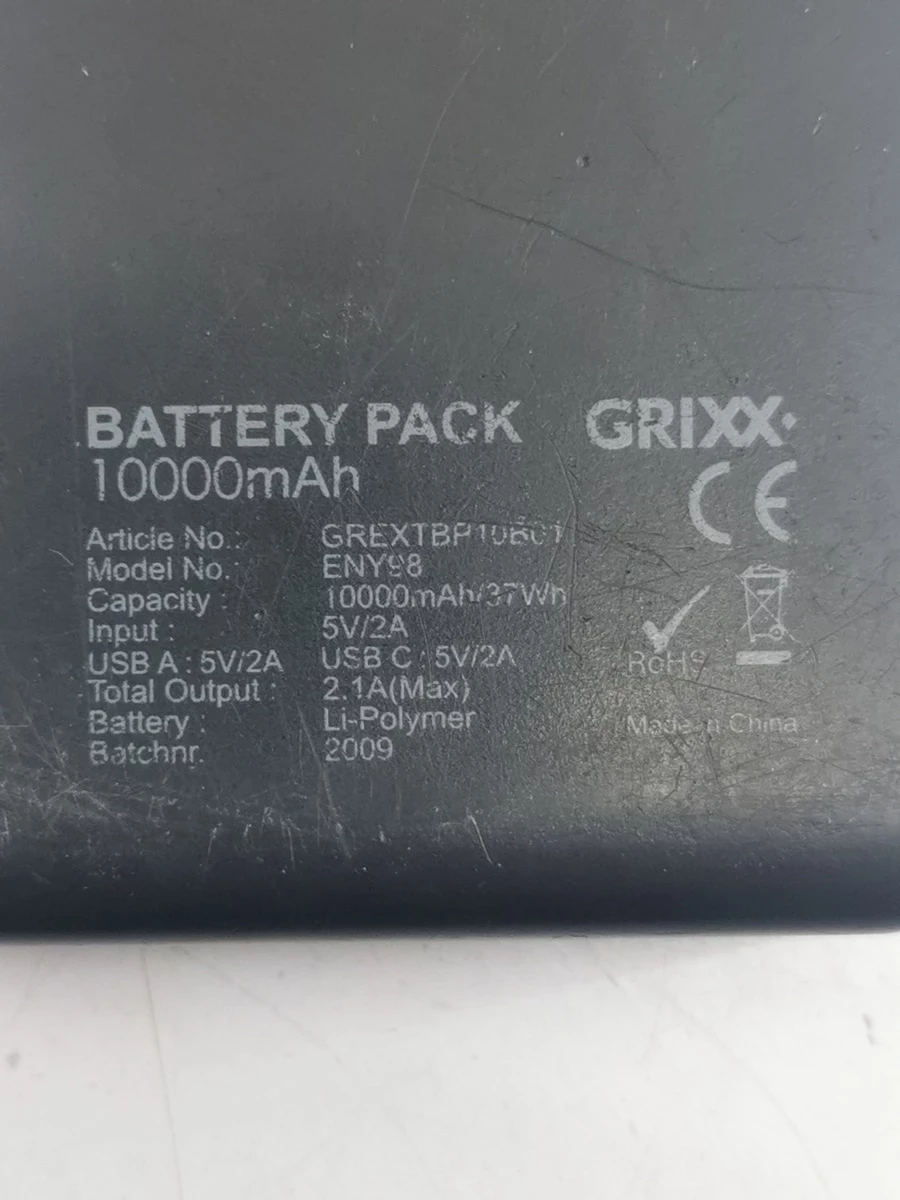 BATTERY PACK GRIXX
10000mAh
CE
Article No.: GREXTBP10B01
Model No.: ENY98
Capacity : 10000mAh/37Wh
Input : 5V/2A
USB A : 5V/2A USB C : 5V/2A
RoHS
Total Output : 2.1A(Max)
Battery : Li-Polymer
Made in China
Batchnr. 2009